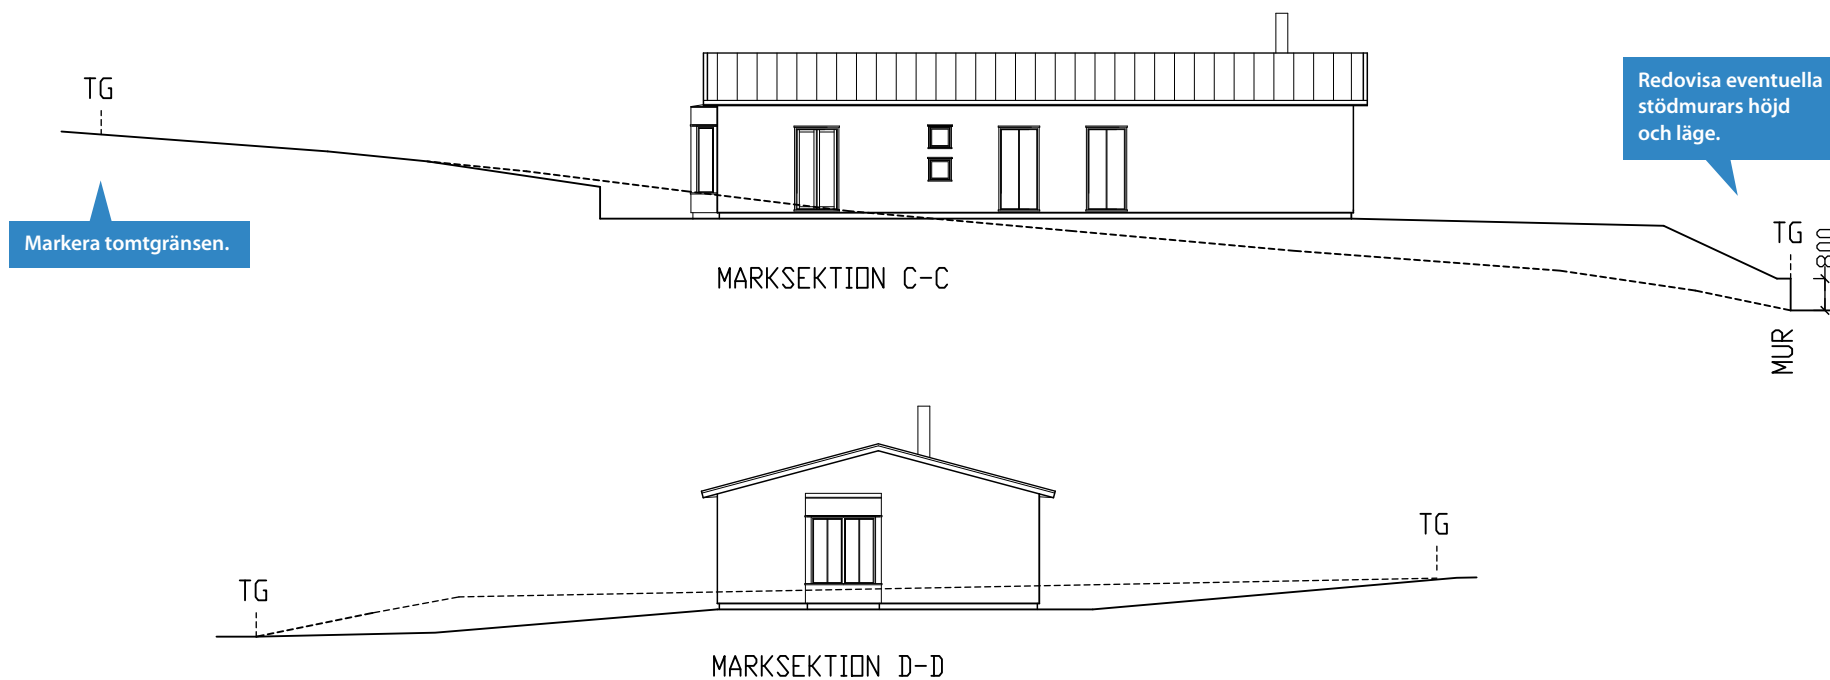 TG
Redovisa eventuella
stödmurars höjd
och läge.
Markera tomtgränsen.
TG
800
MARKSEKTION C-C
MUR
TG
TG
MARKSEKTION D-D